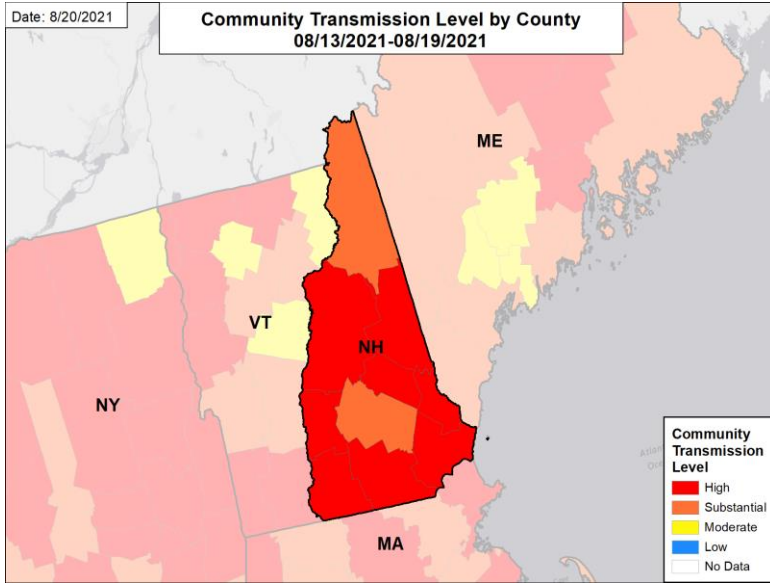 Date: 8/20/2021
Community Transmission Level by County
08/13/2021-08/19/2021
ME
VT
NH
NY
MA
Community
Transmission
Level
High
Substantial
Moderate
Low
No Data